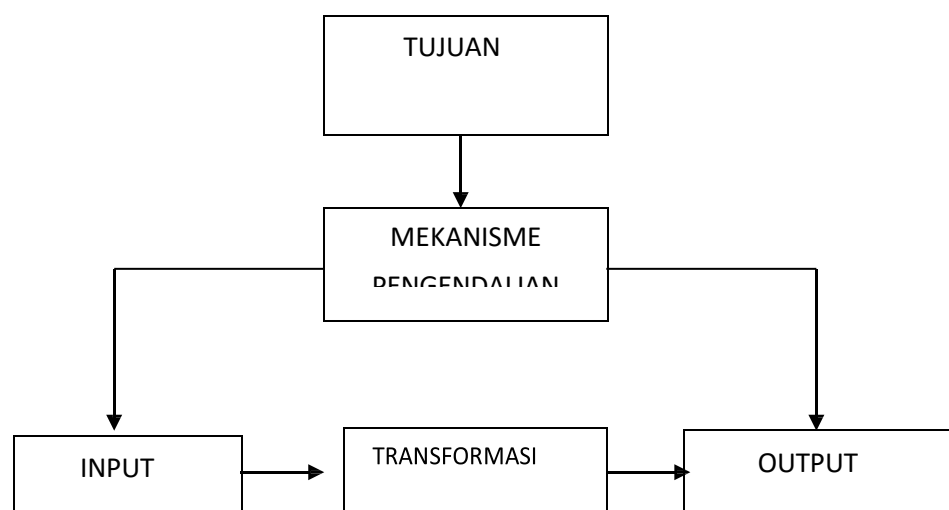 TUJUAN
MEKANISME
PENGENDALIAN
INPUT
TRANSFORMASI
OUTPUT